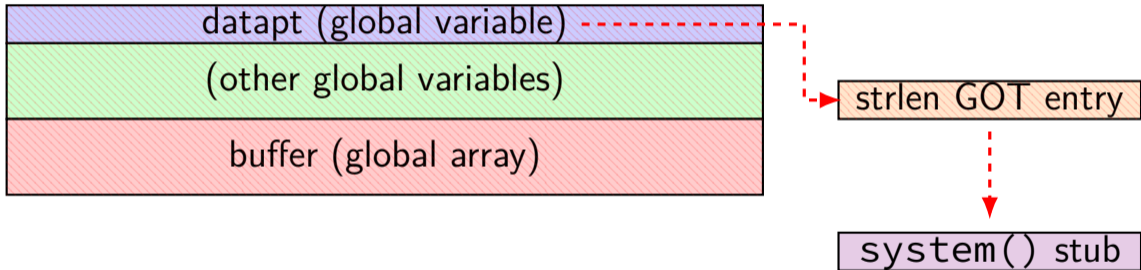 datapt (global variable)
(other global variables)
strlen GOT entry
buffer (global array)
system() stub